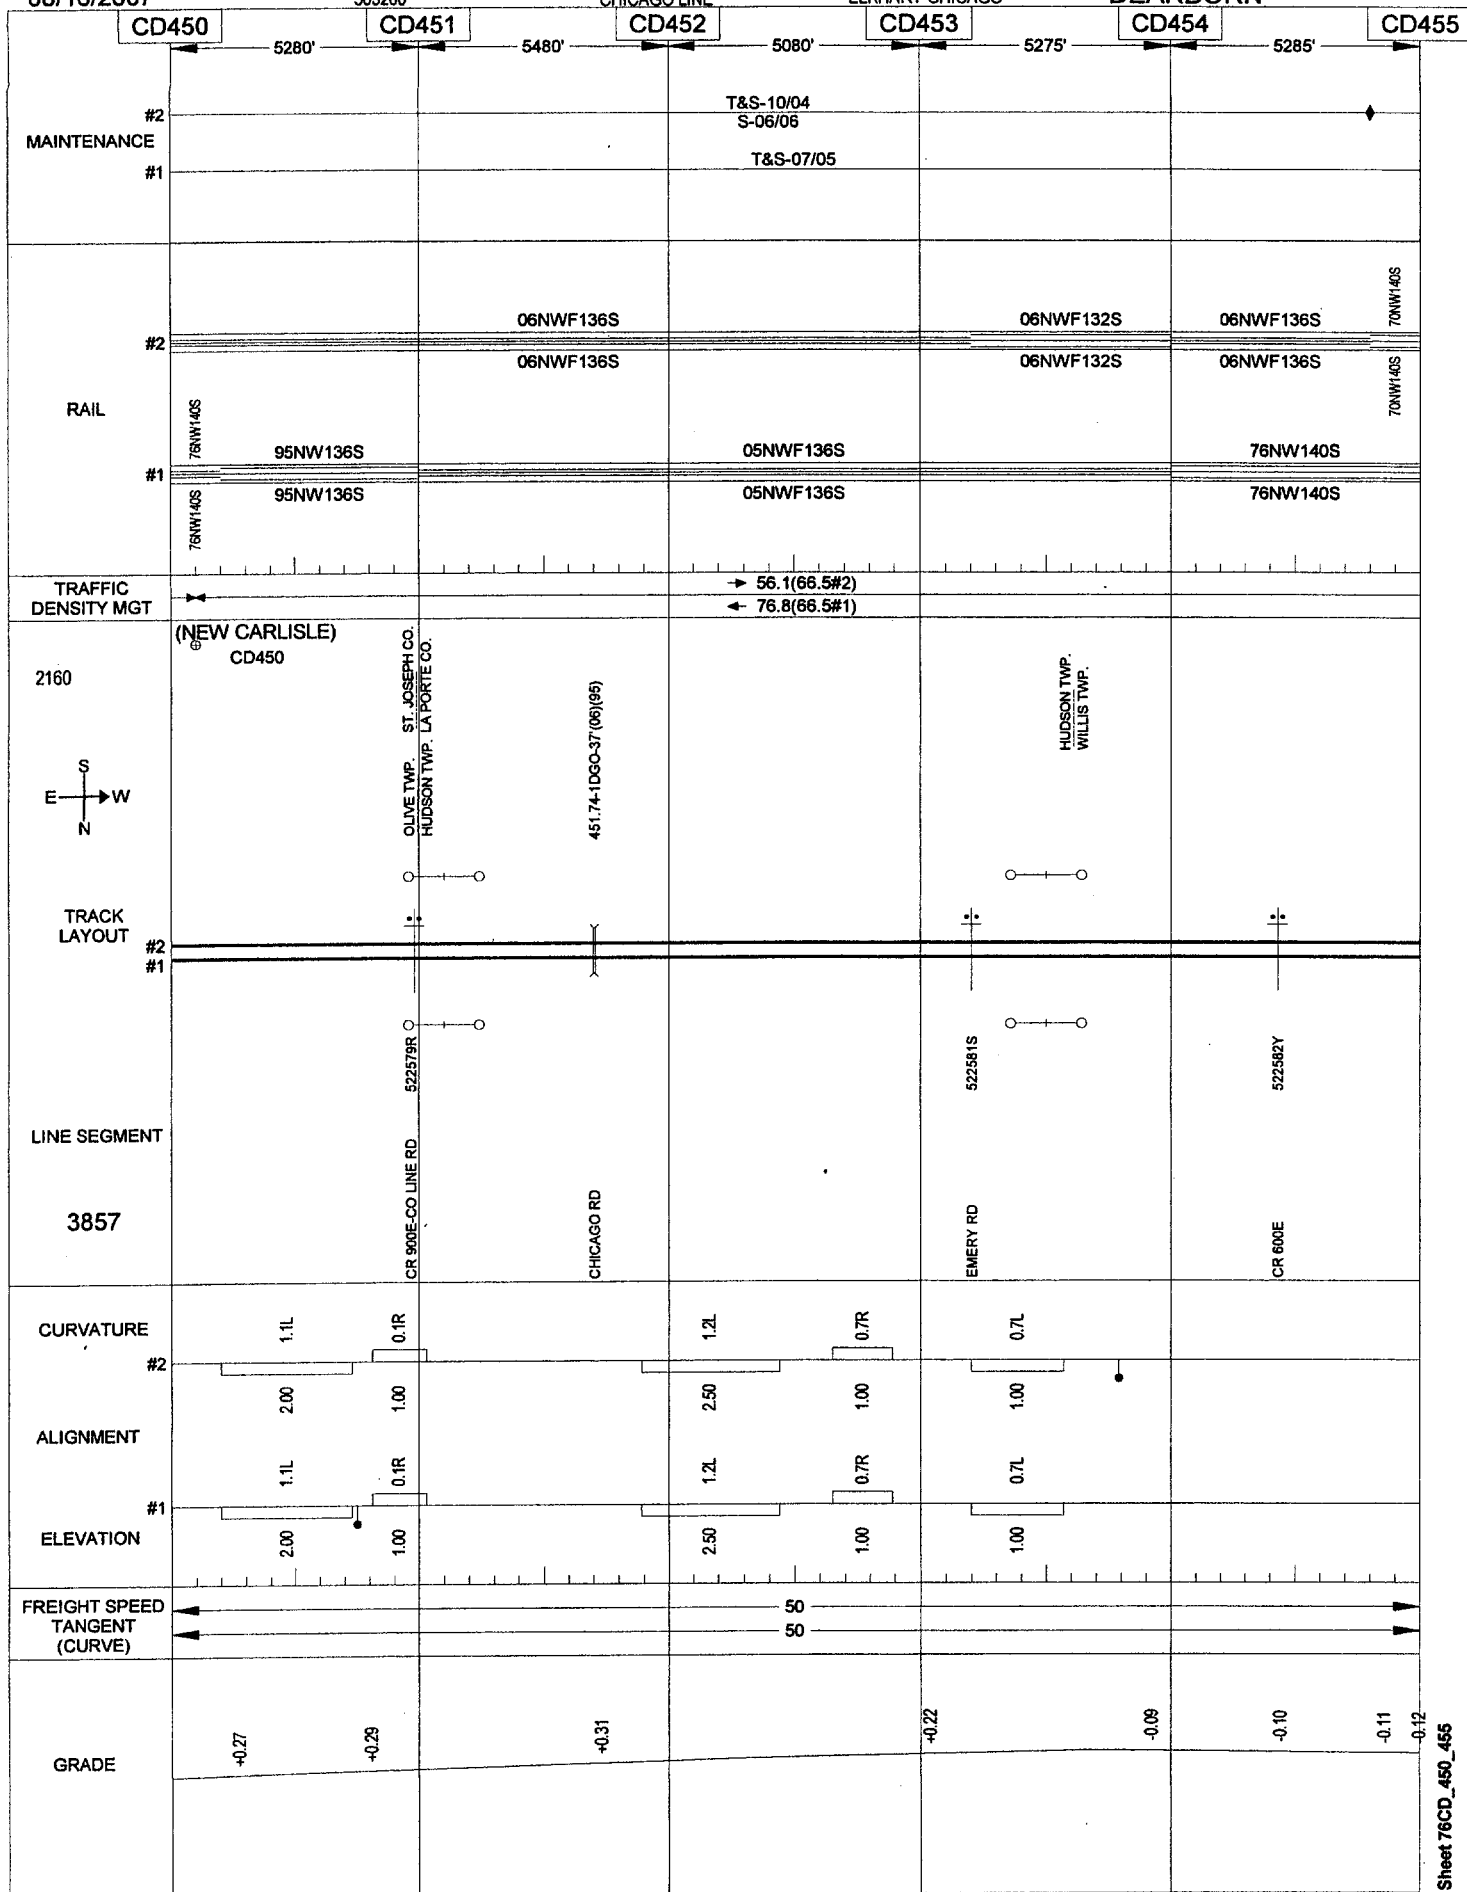 CHICAGO LINE
DEARBORN
CD450 CD451 CD452 CD453 CD454 CD455
5280' 5480' 5080' 5275' 5285'
T&S-10/04
#2
S-06/06
MAINTENANCE
T&S-07/05
#1
06NWF136S 06NWF132S 06NWF136S 70NW140S
#2
06NWF136S 06NWF132S 06NWF136S 70NW140S
RAIL
76NW140S 95NW136S 05NWF136S 76NW140S
#1
76NW140S 95NW136S 05NWF136S 76NW140S
TRAFFIC
DENSITY MGT
56.1(66.5#2)
76.8(66.5#1)
(NEW CARLISLE)
CD450
2160
OLIVE TWP. ST. JOSEPH CO.
HUDSON TWP. LA PORTE CO.
451.74-1DGO-37'(06)(95)
HUDSON TWP.
WILLIS TWP.
S
E W
N
TRACK
LAYOUT
#2
#1
522579R
522581S
522582Y
LINE SEGMENT
3857
CR 900E-CO LINE RD
CHICAGO RD
EMERY RD
CR 600E
CURVATURE
1.1L 0.1R 1.2L 0.7R 0.7L
#2
2.00 1.00 2.50 1.00 1.00
ALIGNMENT
1.1L 0.1R 1.2L 0.7R 0.7L
#1
2.00 1.00 2.50 1.00 1.00
ELEVATION
FREIGHT SPEED
TANGENT
(CURVE)
50
50
GRADE
+0.27 +0.29 +0.31 +0.22 -0.09 -0.10 -0.11 -0.12
Sheet 76CD_450_455